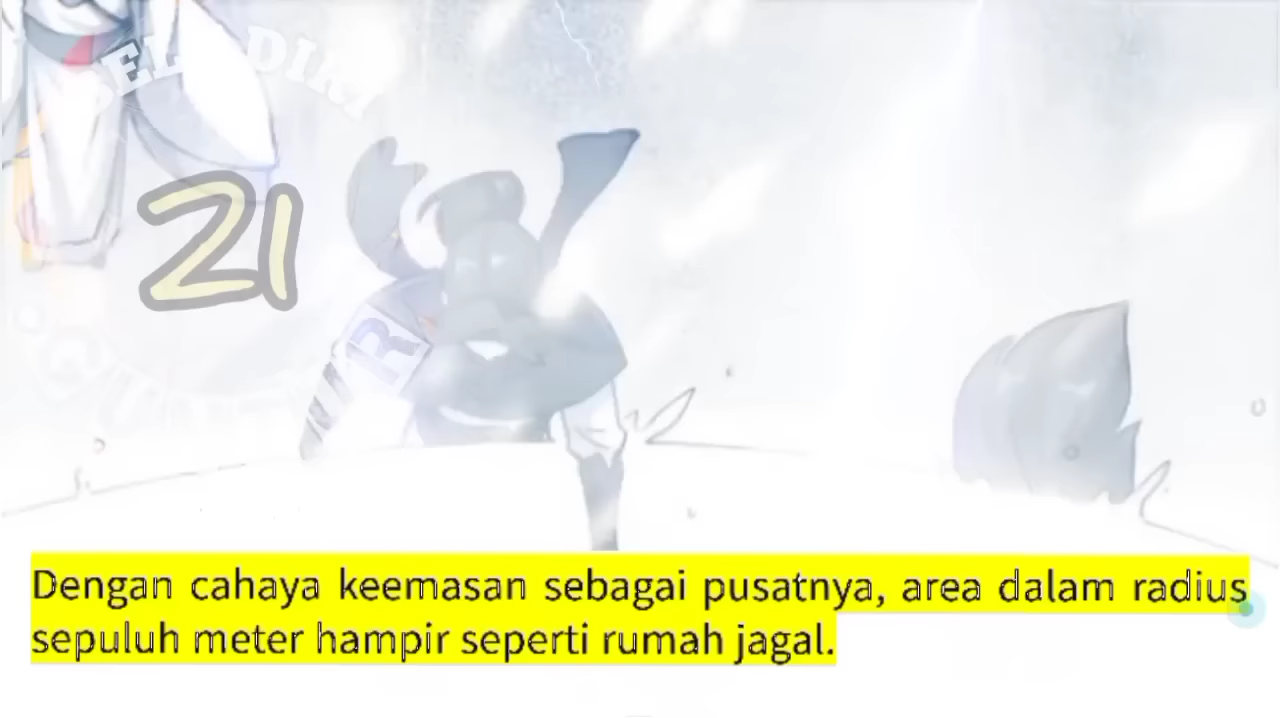 21
Dengan cahaya keemasan sebagai pusatnya, area dalam radius
sepuluh meter hampir seperti rumah jagal.